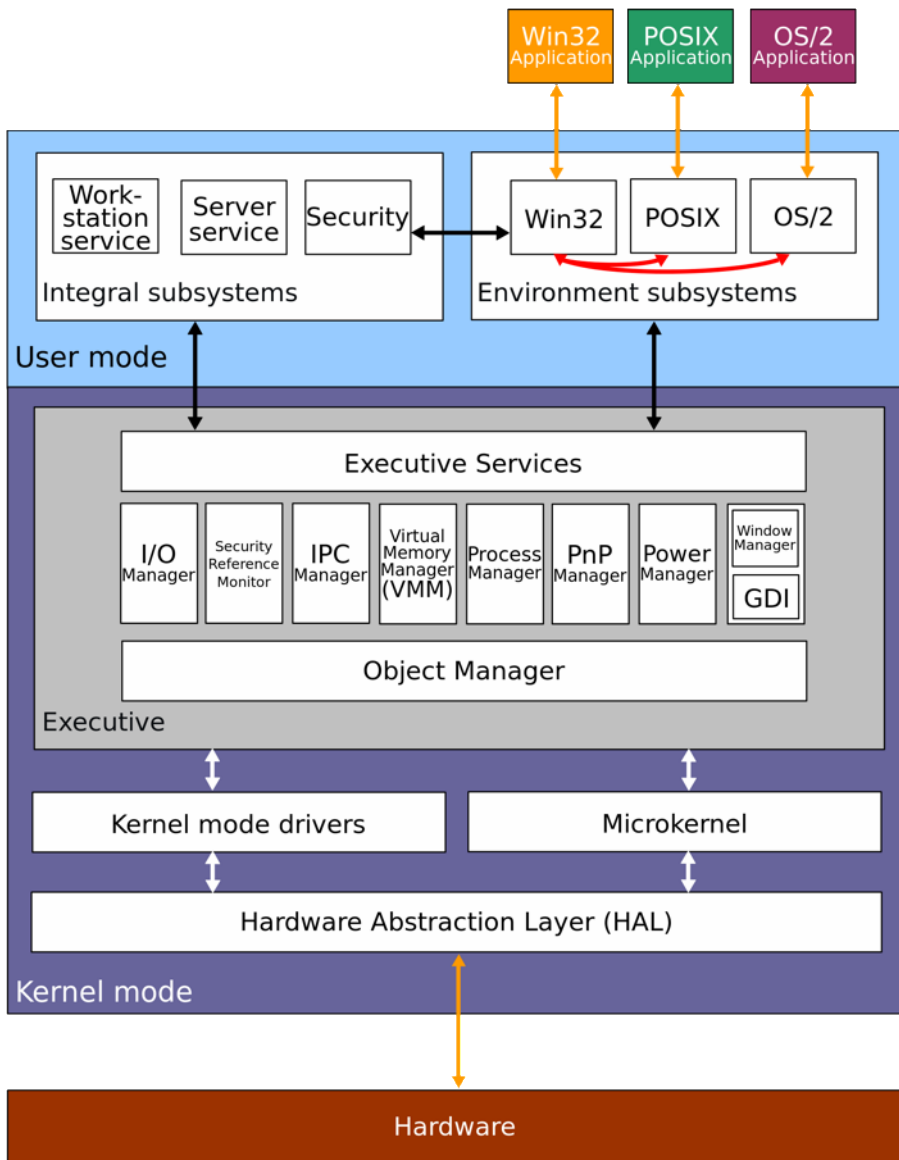 Win32
Application
POSIX
Application
OS/2
Application
Work-
station
service
Server
service
Security
Integral subsystems
Win32
POSIX
OS/2
Environment subsystems
User mode
Executive Services
I/O
Manager
Security
Reference
Monitor
IPC
Manager
Virtual
Memory
Manager
(VMM)
Process
Manager
PnP
Manager
Power
Manager
Window
Manager
GDI
Object Manager
Executive
Kernel mode drivers
Microkernel
Hardware Abstraction Layer (HAL)
Kernel mode
Hardware